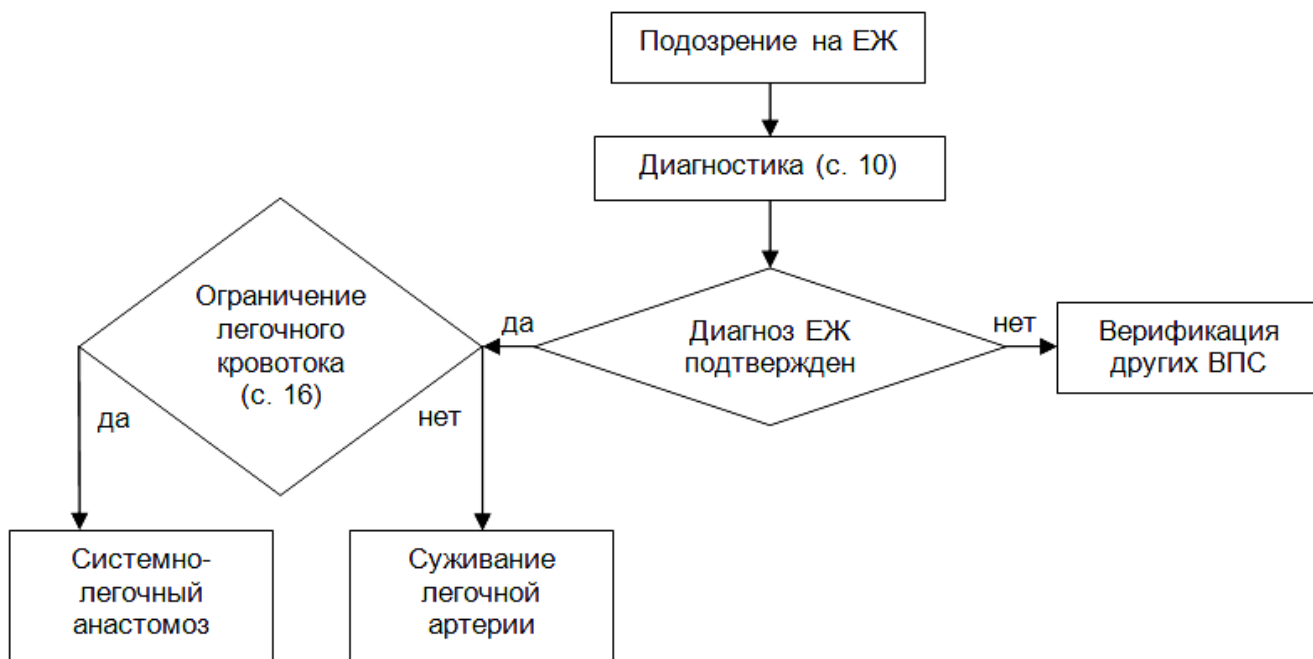 Подозрение на ЕЖ
Диагностика (с. 10)
Диагноз ЕЖ
подтвержден
да
нет
Верификация
других ВПС
Ограничение
легочного
кровотока
(с. 16)
да
нет
Системно-
легочный
анастомоз
Суживание
легочной
артерии